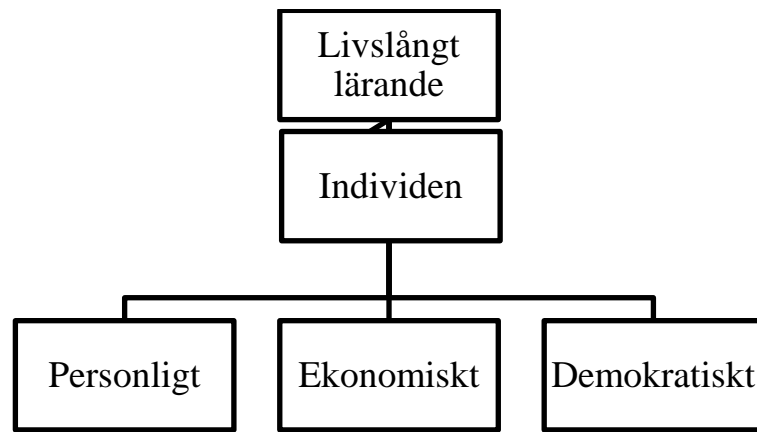 Livslångt
lärande
Individen
Personligt
Ekonomiskt
Demokratiskt